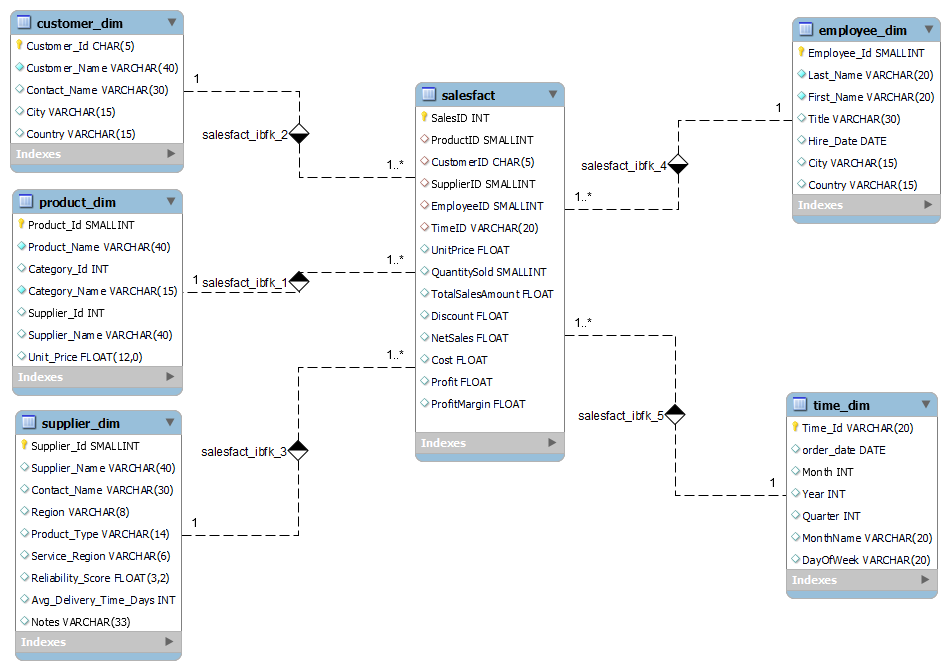 customer_dim
Customer_Id CHAR(5)
Customer_Name VARCHAR(40)
Contact_Name VARCHAR(30)
City VARCHAR(15)
Country VARCHAR(15)
Indexes
product_dim
Product_Id SMALLINT
Product_Name VARCHAR(40)
Category_Id INT
Category_Name VARCHAR(15)
Supplier_Id INT
Supplier_Name VARCHAR(40)
Unit_Price FLOAT(12,0)
Indexes
supplier_dim
Supplier_Id SMALLINT
Supplier_Name VARCHAR(40)
Contact_Name VARCHAR(30)
Region VARCHAR(8)
Product_Type VARCHAR(14)
Service_Region VARCHAR(6)
Reliability_Score FLOAT(3,2)
Avg_Delivery_Time_Days INT
Notes VARCHAR(33)
Indexes
1
salesfact_ibfk_2
1..*
1
salesfact_ibfk_1
1..*
1..*
salesfact_ibfk_3
1
salesfact
SalesID INT
ProductID SMALLINT
CustomerID CHAR(5)
SupplierID SMALLINT
EmployeeID SMALLINT
TimeID VARCHAR(20)
UnitPrice FLOAT
QuantitySold SMALLINT
TotalSalesAmount FLOAT
Discount FLOAT
NetSales FLOAT
Cost FLOAT
Profit FLOAT
ProfitMargin FLOAT
Indexes
1
salesfact_ibfk_4
1..*
1..*
salesfact_ibfk_5
1
employee_dim
Employee_Id SMALLINT
Last_Name VARCHAR(20)
First_Name VARCHAR(20)
Title VARCHAR(30)
Hire_Date DATE
City VARCHAR(15)
Country VARCHAR(15)
Indexes
time_dim
Time_Id VARCHAR(20)
order_date DATE
Month INT
Year INT
Quarter INT
MonthName VARCHAR(20)
DayOfWeek VARCHAR(20)
Indexes